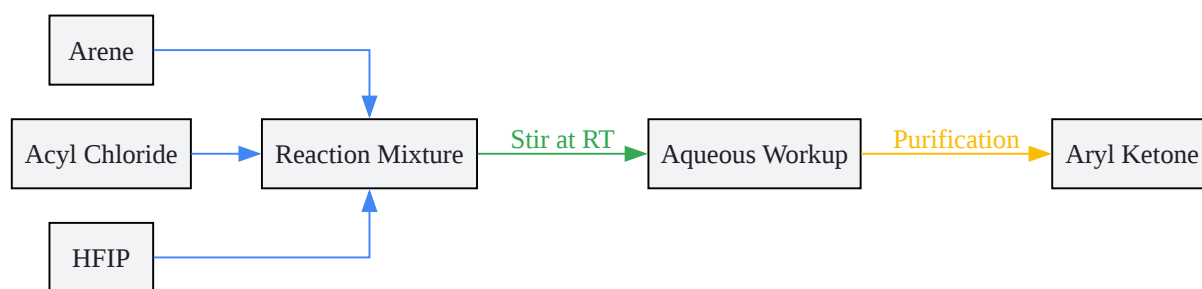 Arene
Acyl Chloride
Reaction Mixture
Stir at RT
Aqueous Workup
Purification
Aryl Ketone
HFIP